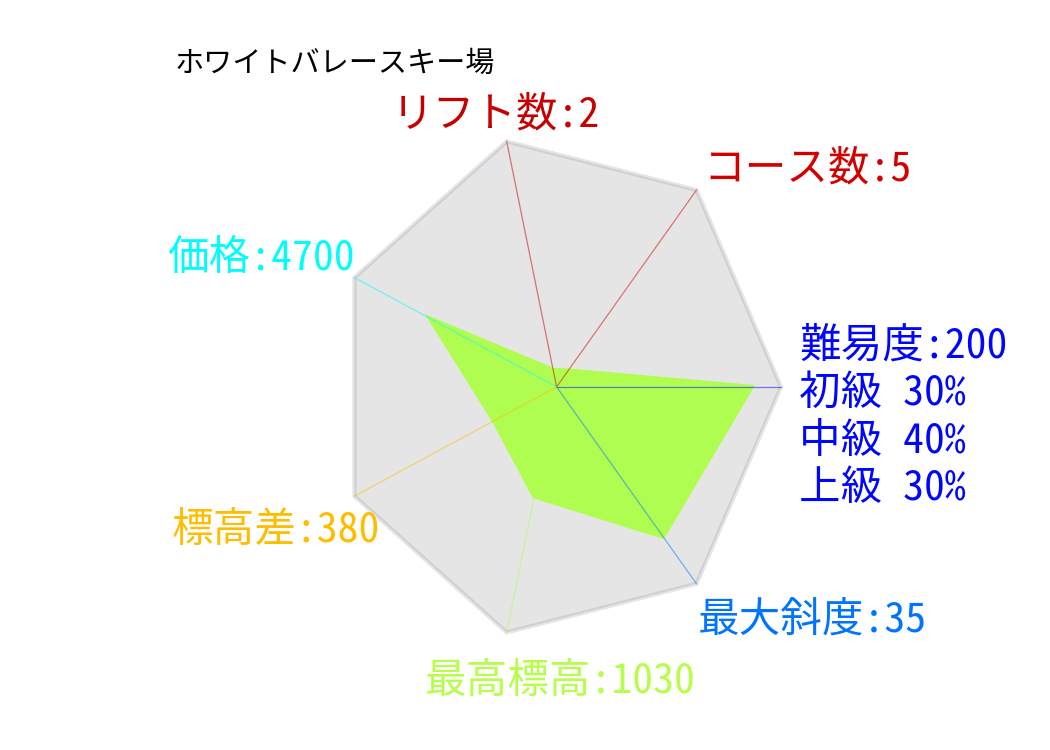 ホワイトバレースキー場
リフト数:2
コース数:5
価格:4700
難易度:200
初級 30%
中級 40%
上級 30%
標高差:380
最大斜度:35
最高標高:1030